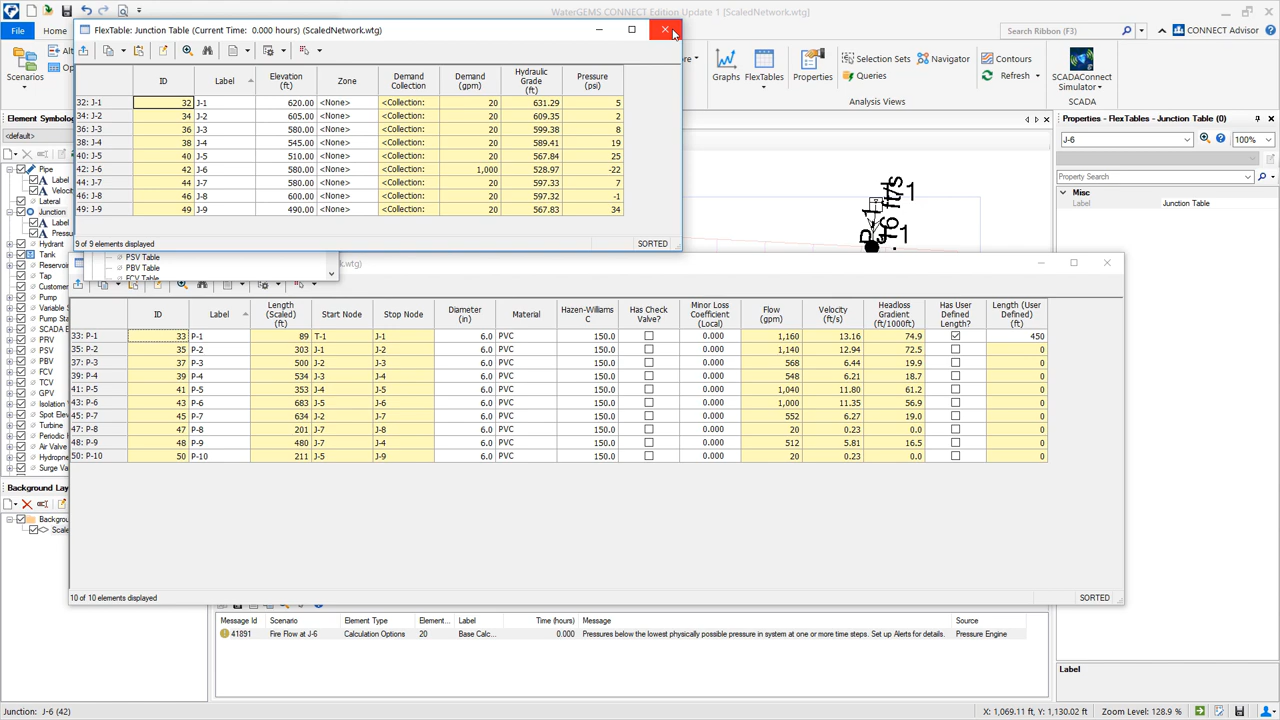 WaterGEMS CONNECT Edition Update 1 [ScaledNetwork.wtg]
File
Home
Search Ribbon (F3)
CONNECT Advisor
FlexTable: Junction Table (Current Time: 0.000 hours) (ScaledNetwork.wtg)
Scenarios
Graphs
FlexTables
Properties
Selection Sets
Queries
Navigator
Contours
Refresh
SCADAConnect Simulator
Analysis Views
SCADA
ID Label Elevation (ft) Zone Demand Collection Demand (gpm) Hydraulic Grade (ft) Pressure (psi)
32: J-1 32 J-1 620.00 <None> <Collection: 20 631.29 5
34: J-2 34 J-2 605.00 <None> <Collection: 20 609.35 2
36: J-3 36 J-3 580.00 <None> <Collection: 20 599.38 8
38: J-4 38 J-4 545.00 <None> <Collection: 20 589.41 19
40: J-5 40 J-5 510.00 <None> <Collection: 20 567.84 25
42: J-6 42 J-6 580.00 <None> <Collection: 1,000 528.97 -22
44: J-7 44 J-7 580.00 <None> <Collection: 20 597.33 7
46: J-8 46 J-8 600.00 <None> <Collection: 20 567.82 -1
49: J-9 49 J-9 490.00 <None> <Collection: 20 567.83 34
9 of 9 elements displayed
SORTED
Element Symbology
<default>
Pipe
Label
Velocity
Lateral
Junction
Label
Pressure
Hydrant
Tank
Reservoir
Tap
Customer
Pump
Variable S
Pump Sta
SCADA E
PRV
PSV
PBV
FCV
TCV
GPV
Isolation V
Spot Elev
Turbine
Periodic H
Air Valve
Hydropne
Surge Va
Background Layers
Backgrou
Scale
PSV Table
PBV Table
FCV Table
.wtg)
ID Label Length (Scaled) (ft) Start Node Stop Node Diameter (in) Material Hazen-Williams C Has Check Valve? Minor Loss Coefficient (Local) Flow (gpm) Velocity (ft/s) Headloss Gradient (ft/1000ft) Has User Defined Length? Length (User Defined) (ft)
33: P-1 33 P-1 89 T-1 J-1 6.0 PVC 150.0 0.000 1,160 13.16 74.9 450
35: P-2 35 P-2 303 J-1 J-2 6.0 PVC 150.0 0.000 1,140 12.94 72.5 0
37: P-3 37 P-3 500 J-2 J-3 6.0 PVC 150.0 0.000 568 6.44 19.9 0
39: P-4 39 P-4 534 J-3 J-4 6.0 PVC 150.0 0.000 548 6.21 18.7 0
41: P-5 41 P-5 353 J-4 J-5 6.0 PVC 150.0 0.000 1,040 11.80 61.2 0
43: P-6 43 P-6 683 J-5 J-6 6.0 PVC 150.0 0.000 1,000 11.35 56.9 0
45: P-7 45 P-7 634 J-2 J-7 6.0 PVC 150.0 0.000 552 6.27 19.0 0
47: P-8 47 P-8 201 J-7 J-8 6.0 PVC 150.0 0.000 20 0.23 0.0 0
48: P-9 48 P-9 480 J-7 J-4 6.0 PVC 150.0 0.000 512 5.81 16.5 0
50: P-10 50 P-10 211 J-5 J-9 6.0 PVC 150.0 0.000 20 0.23 0.0 0
10 of 10 elements displayed
SORTED
Properties - FlexTables - Junction Table (0)
J-6
100%
Property Search
Misc
Label Junction Table
Label
Message Id Scenario Element Type Element... Label Time (hours) Message Source
41891 Fire Flow at J-6 Calculation Options 20 Base Calc... 0.000 Pressures below the lowest physically possible pressure in system at one or more time steps. Set up Alerts for details. Pressure Engine
Junction: J-6 (42)
X: 1,069.11 ft, Y: 1,130.02 ft
Zoom Level: 128.9 %